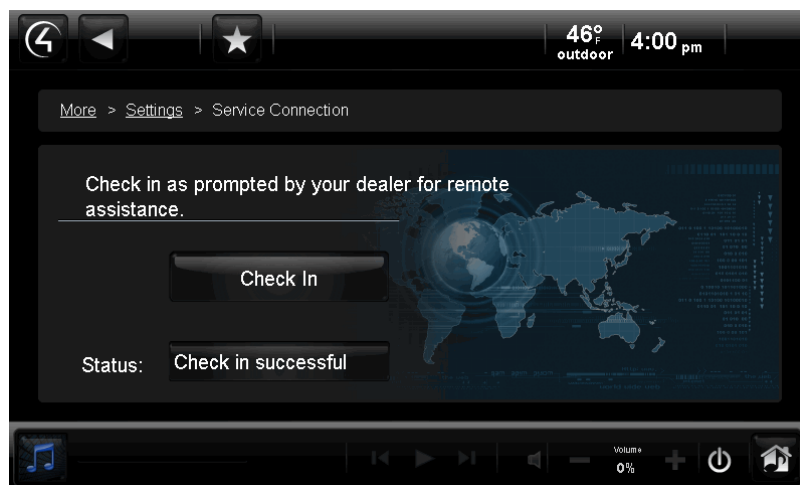 46°F
outdoor
4:00 pm
More > Settings > Service Connection
Check in as prompted by your dealer for remote
assistance.
Check In
Status: Check in successful
Volume
0%